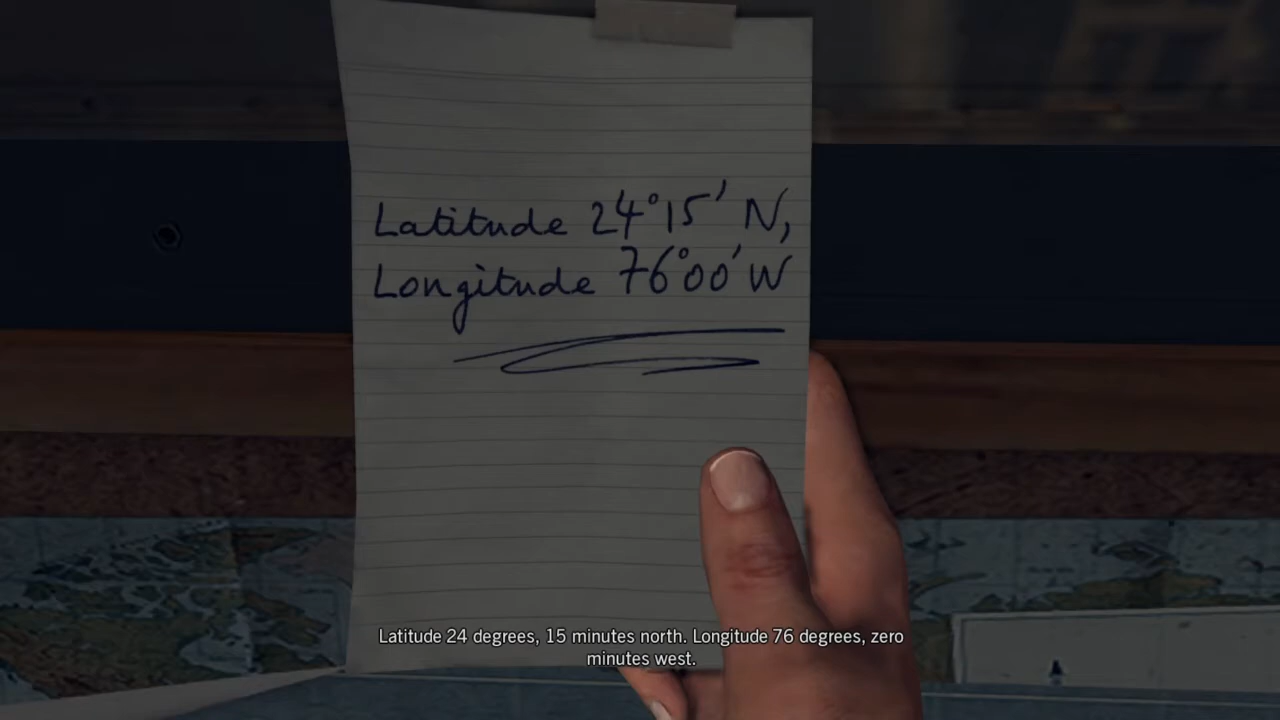 Latitude 24°15' N,
Longitude 76°00' W
Latitude 24 degrees, 15 minutes north. Longitude 76 degrees, zero
minutes west.